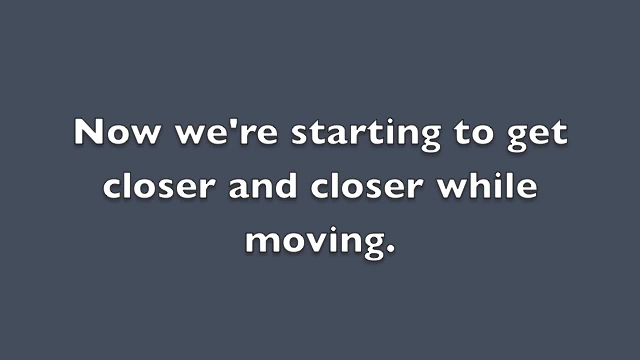 Now we're starting to get
closer and closer while
moving.